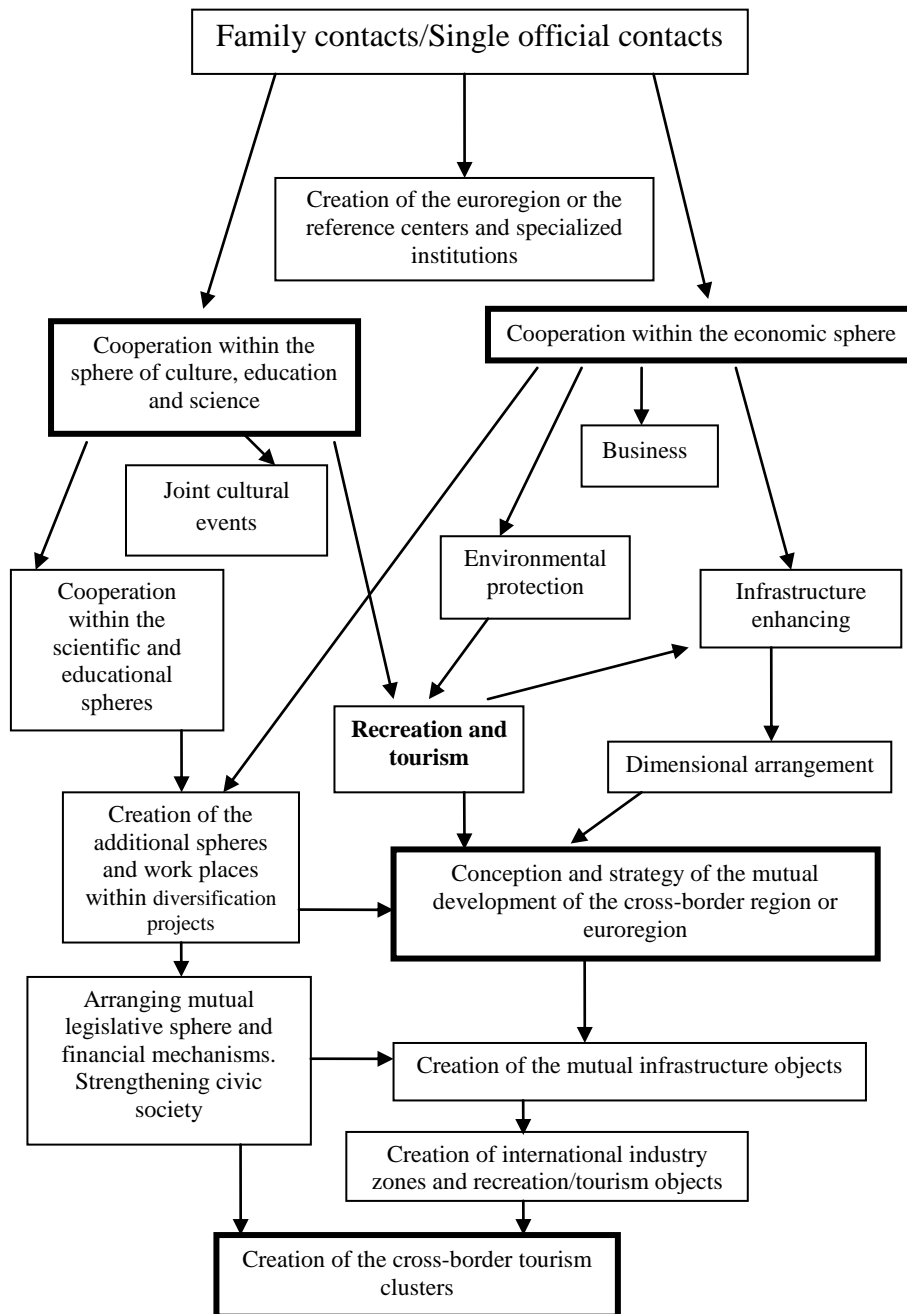 Family contacts/Single official contacts
Creation of the euroregion or the
reference centers and specialized
institutions
Cooperation within the
sphere of culture, education
and science
Cooperation within the economic sphere
Business
Joint cultural
events
Environmental
protection
Cooperation
within the
scientific and
educational
spheres
Infrastructure
enhancing
Recreation and
tourism
Dimensional arrangement
Creation of the
additional spheres
and work places
within diversification
projects
Conception and strategy of the mutual
development of the cross-border region or
euroregion
Arranging mutual
legislative sphere and
financial mechanisms.
Strengthening civic
society
Creation of the mutual infrastructure objects
Creation of international industry
zones and recreation/tourism objects
Creation of the cross-border tourism
clusters